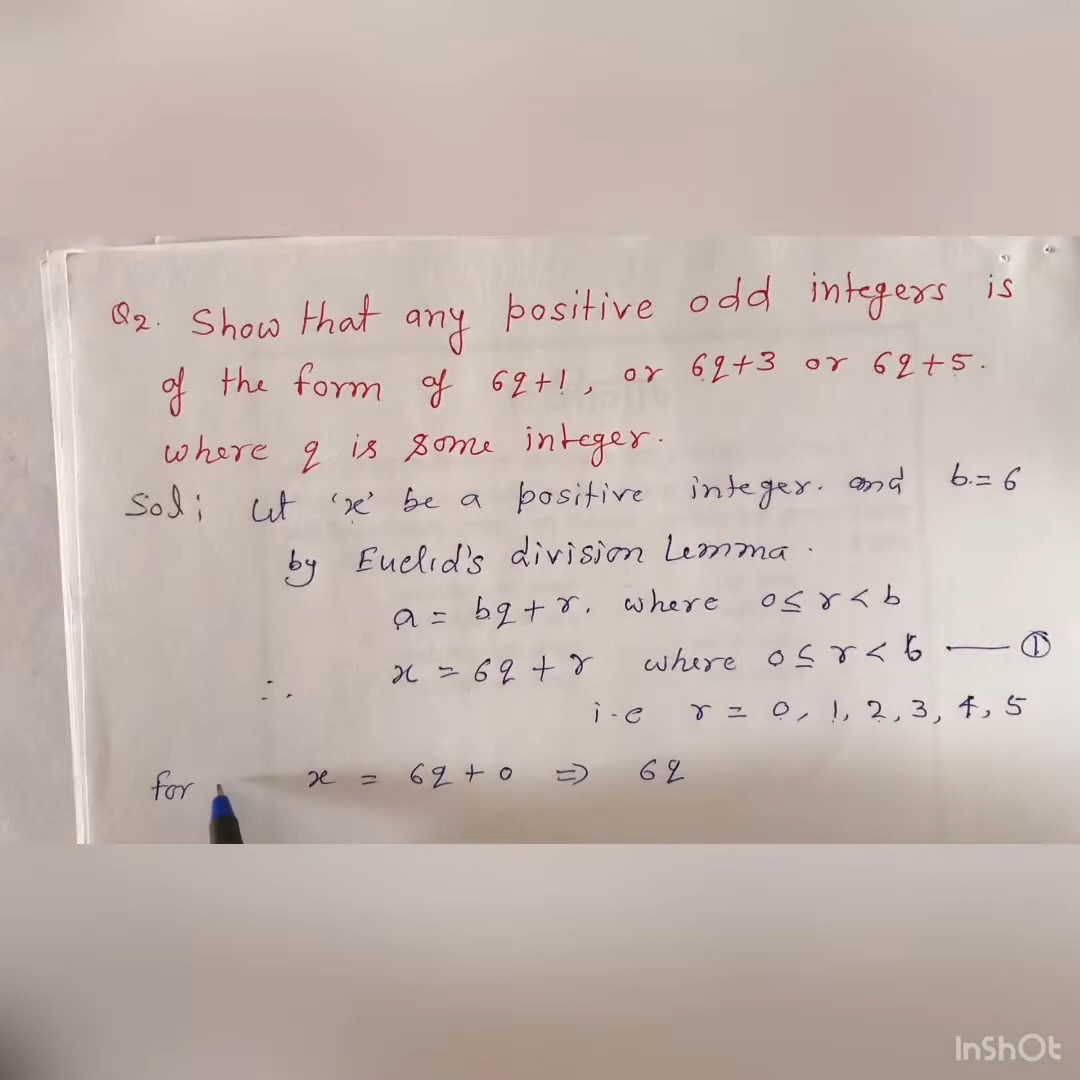 Q2. Show that any positive odd integers is
of the form of 6q+1, or 6q+3 or 6q+5.
where q is some integer.
Sol; Let 'x' be a positive integer. and b = 6
by Euclid's division Lemma.
a = bq + r. where 0 ≤ r < b
∴ x = 6q + r where 0 ≤ r < 6 —— ①
i.e r = 0, 1, 2, 3, 4, 5
for x = 6q + 0 ⇒ 6q
InShOt